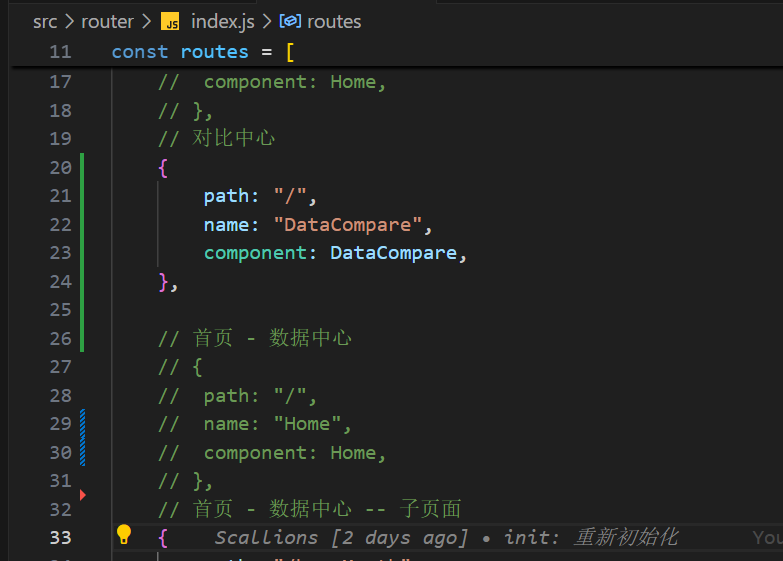 src > router > JS index.js > routes
11 const routes = [
17 //  component: Home,
18 // },
19 // 对比中心
20 {
21 path: "/",
22 name: "DataCompare",
23 component: DataCompare,
24 },
25
26 // 首页 - 数据中心
27 // {
28 //  path: "/",
29 //  name: "Home",
30 //  component: Home,
31 // },
32 // 首页 - 数据中心 -- 子页面
33 { Scallions [2 days ago] • init: 重新初始化 You